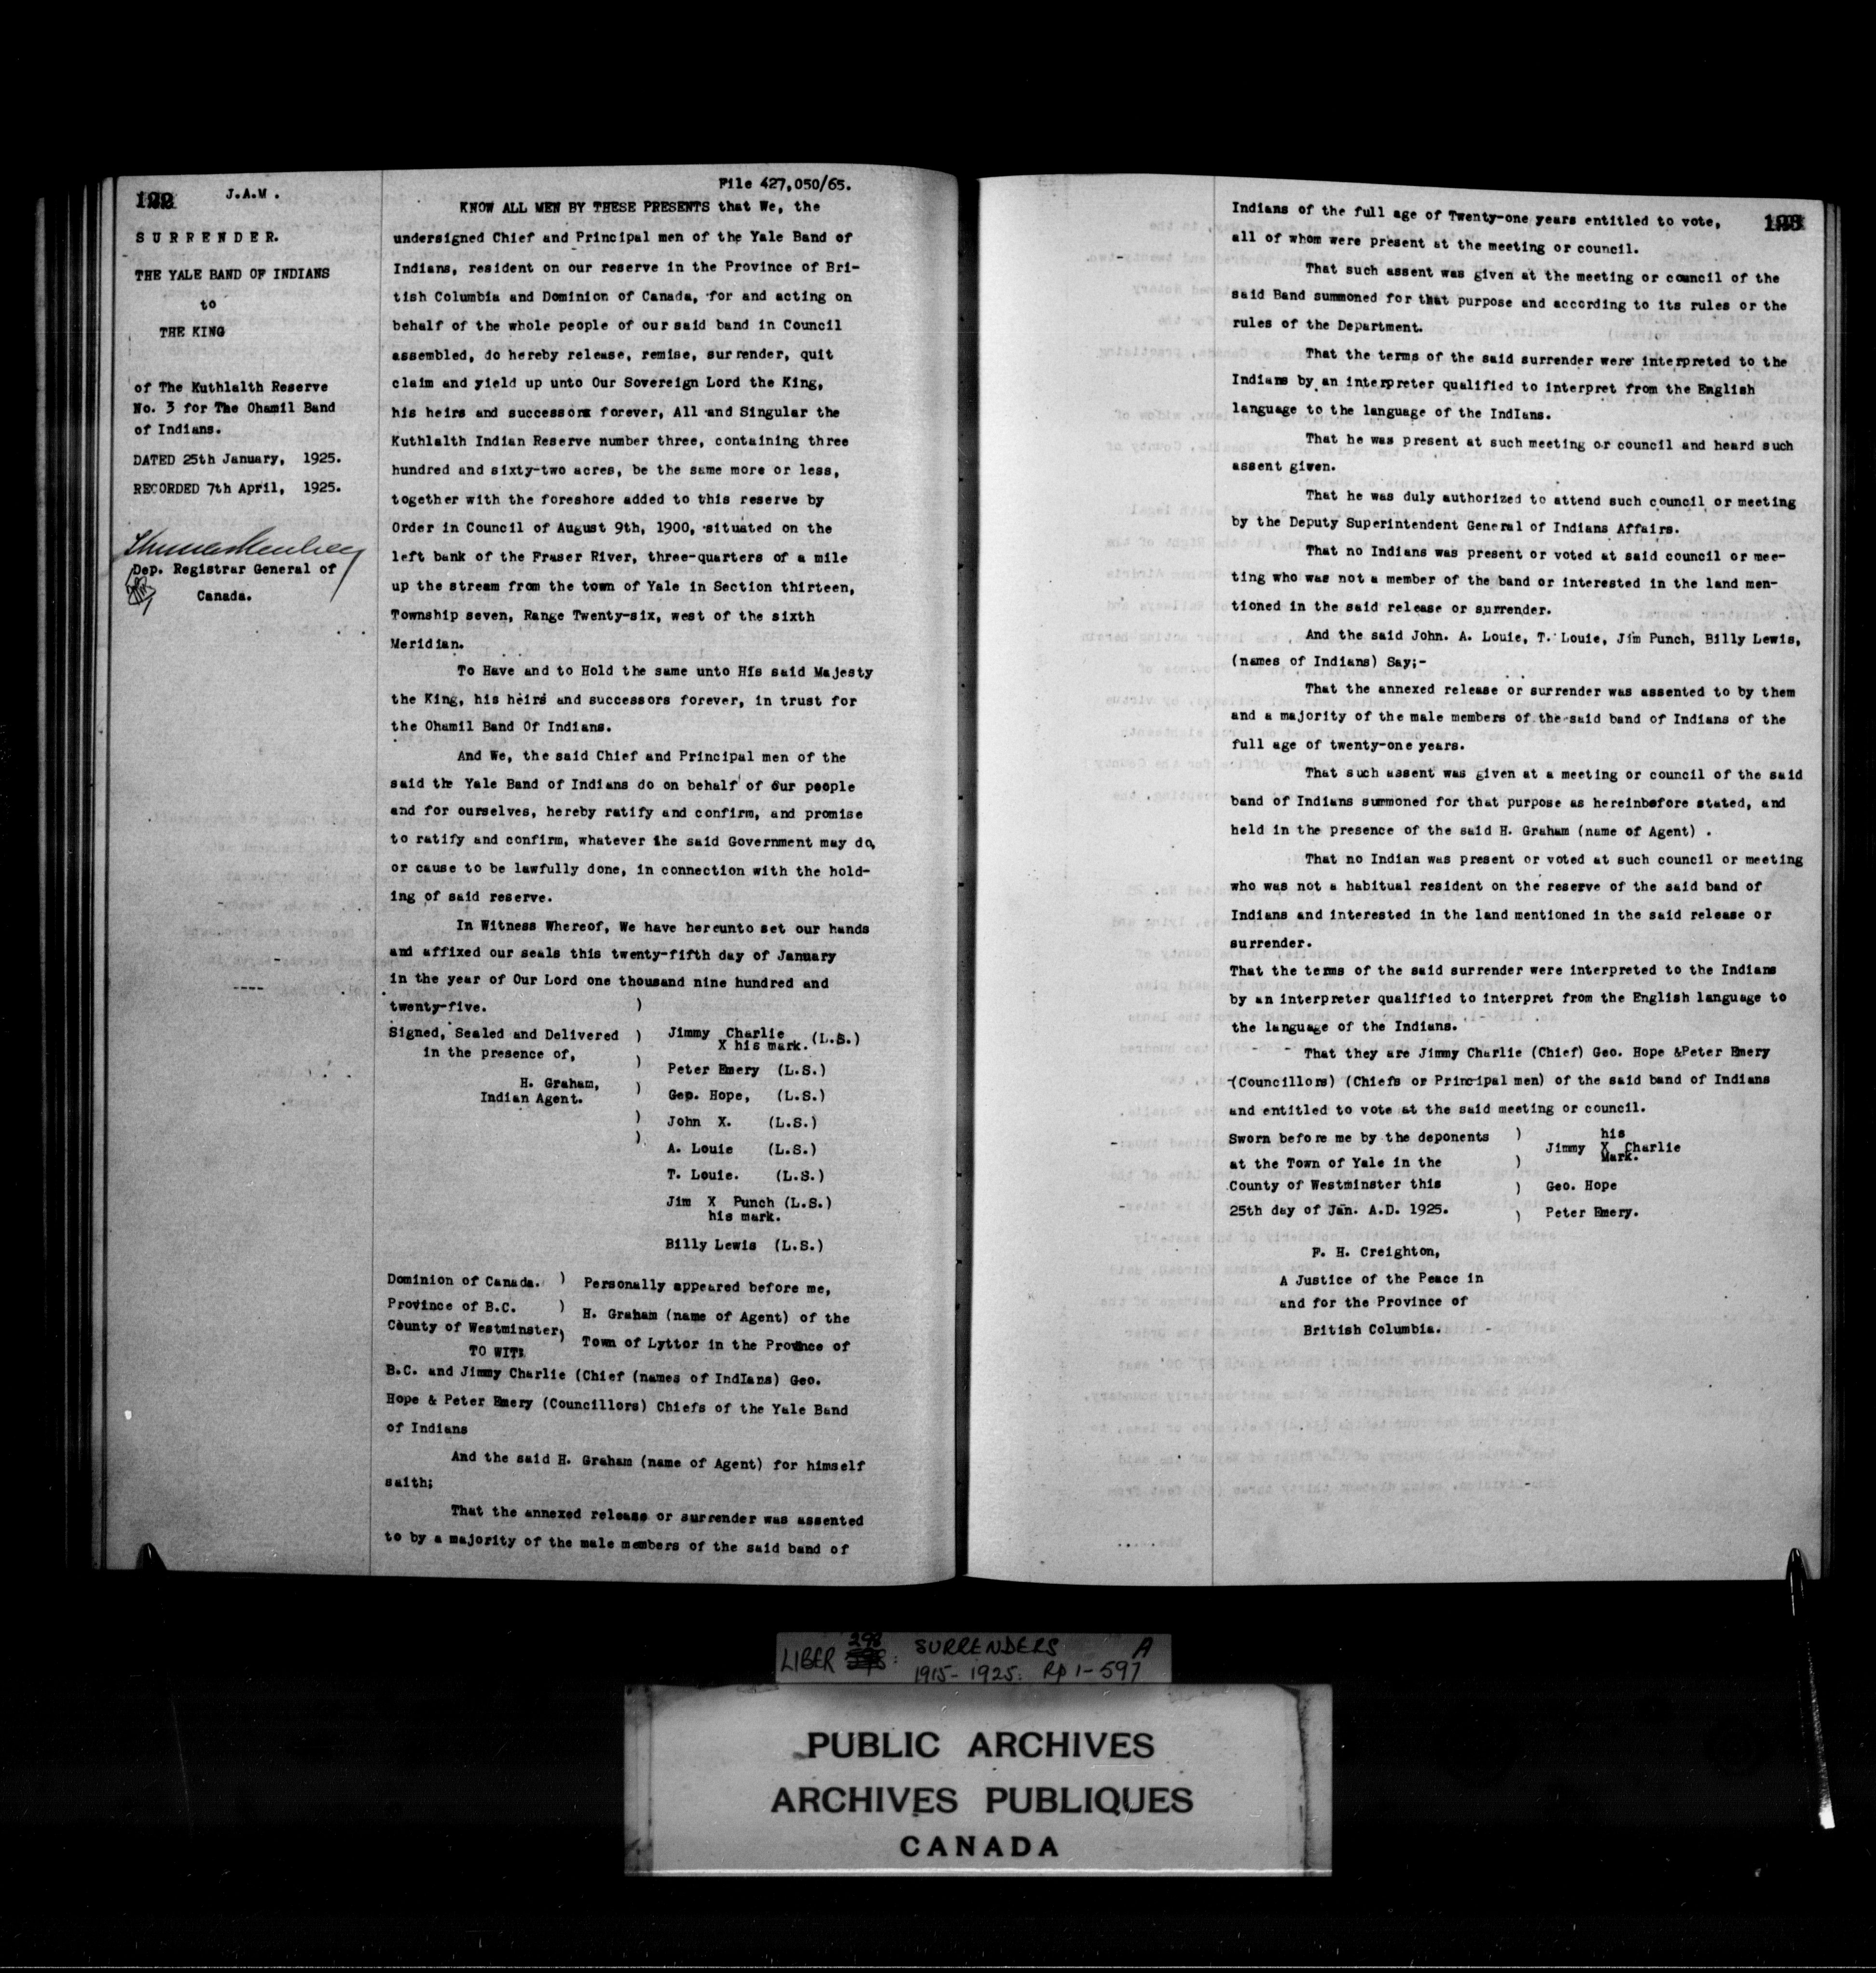 J.A.M.
SURRENDER.
THE YALE BAND OF INDIANS
to
THE KING
of The Kuthlalth Reserve
No. 3 for The Ohamil Band
of Indians.
DATED 25th January, 1925.
RECORDED 7th April, 1925.
Dep. Registrar General of
Canada.
File 427,050/65.
KNOW ALL MEN BY THESE PRESENTS that We, the
undersigned Chief and Principal men of the Yale Band of
Indians, resident on our reserve in the Province of Bri-
tish Columbia and Dominion of Canada, for and acting on
behalf of the whole people of our said band in Council
assembled, do hereby release, remise, surrender, quit
claim and yield up unto Our Sovereign Lord the King,
his heirs and successors forever, All and Singular the
Kuthlalth Indian Reserve number three, containing three
hundred and sixty-two acres, be the same more or less,
together with the foreshore added to this reserve by
Order in Council of August 9th, 1900, situated on the
left bank of the Fraser River, three-quarters of a mile
up the stream from the town of Yale in Section thirteen,
Township seven, Range Twenty-six, west of the sixth
Meridian.
To Have and to Hold the same unto His said Majesty
the King, his heirs and successors forever, in trust for
the Ohamil Band Of Indians.
And We, the said Chief and Principal men of the
said the Yale Band of Indians do on behalf of our people
and for ourselves, hereby ratify and confirm, and promise
to ratify and confirm, whatever the said Government may do,
or cause to be lawfully done, in connection with the hold-
ing of said reserve.
In Witness Whereof, We have hereunto set our hands
and affixed our seals this twenty-fifth day of January
in the year of Our Lord one thousand nine hundred and
twenty-five. )
Signed, Sealed and Delivered ) Jimmy Charlie (L.S.)
in the presence of, X his mark.
) Peter Emery (L.S.)
H. Graham, ) Geo. Hope, (L.S.)
Indian Agent.
) John X. (L.S.)
) A. Louie (L.S.)
T. Louie. (L.S.)
Jim X Punch (L.S.)
his mark.
Billy Lewis (L.S.)
Dominion of Canada. ) Personally appeared before me,
Province of B.C. ) H. Graham (name of Agent) of the
County of Westminster) Town of Lyttor in the Province of
TO WIT:
B.C. and Jimmy Charlie (Chief (names of IndIans) Geo.
Hope & Peter Emery (Councillors) Chiefs of the Yale Band
of Indians
And the said H. Graham (name of Agent) for himself
saith;
That the annexed release or surrender was assented
to by a majority of the male members of the said band of
Indians of the full age of Twenty-one years entitled to vote,
all of whom were present at the meeting or council.
That such assent was given at the meeting or council of the
said Band summoned for that purpose and according to its rules or the
rules of the Department.
That the terms of the said surrender were interpreted to the
Indians by an interpreter qualified to interpret from the English
language to the language of the IndIans.
That he was present at such meeting or council and heard such
assent given.
That he was duly authorized to attend such council or meeting
by the Deputy Superintendent General of Indians Affairs.
That no Indians was present or voted at said council or mee-
ting who was not a member of the band or interested in the land men-
tioned in the said release or surrender.
And the said John. A. Louie, T. Louie, Jim Punch, Billy Lewis,
(names of Indians) Say;-
That the annexed release or surrender was assented to by them
and a majority of the male members of the said band of Indians of the
full age of twenty-one years.
That such assent was given at a meeting or council of the said
band of Indians summoned for that purpose as hereinbefore stated, and
held in the presence of the said H. Graham (name of Agent) .
That no Indian was present or voted at such council or meeting
who was not a habitual resident on the reserve of the said band of
Indians and interested in the land mentioned in the said release or
surrender.
That the terms of the said surrender were interpreted to the Indians
by an interpreter qualified to interpret from the English language to
the language of the Indians.
That they are Jimmy Charlie (Chief) Geo. Hope &Peter Emery
(Councillors) (Chiefs or Principal men) of the said band of Indians
and entitled to vote at the said meeting or council.
Sworn before me by the deponents ) his
at the Town of Yale in the ) Jimmy X Charlie
Mark.
County of Westminster this ) Geo. Hope
25th day of Jan. A.D. 1925. ) Peter Emery.
F. H. Creighton,
A Justice of the Peace in
and for the Province of
British Columbia.
LIBER 298: SURRENDERS A
1915-1925: Pp 1-597
PUBLIC ARCHIVES
ARCHIVES PUBLIQUES
CANADA